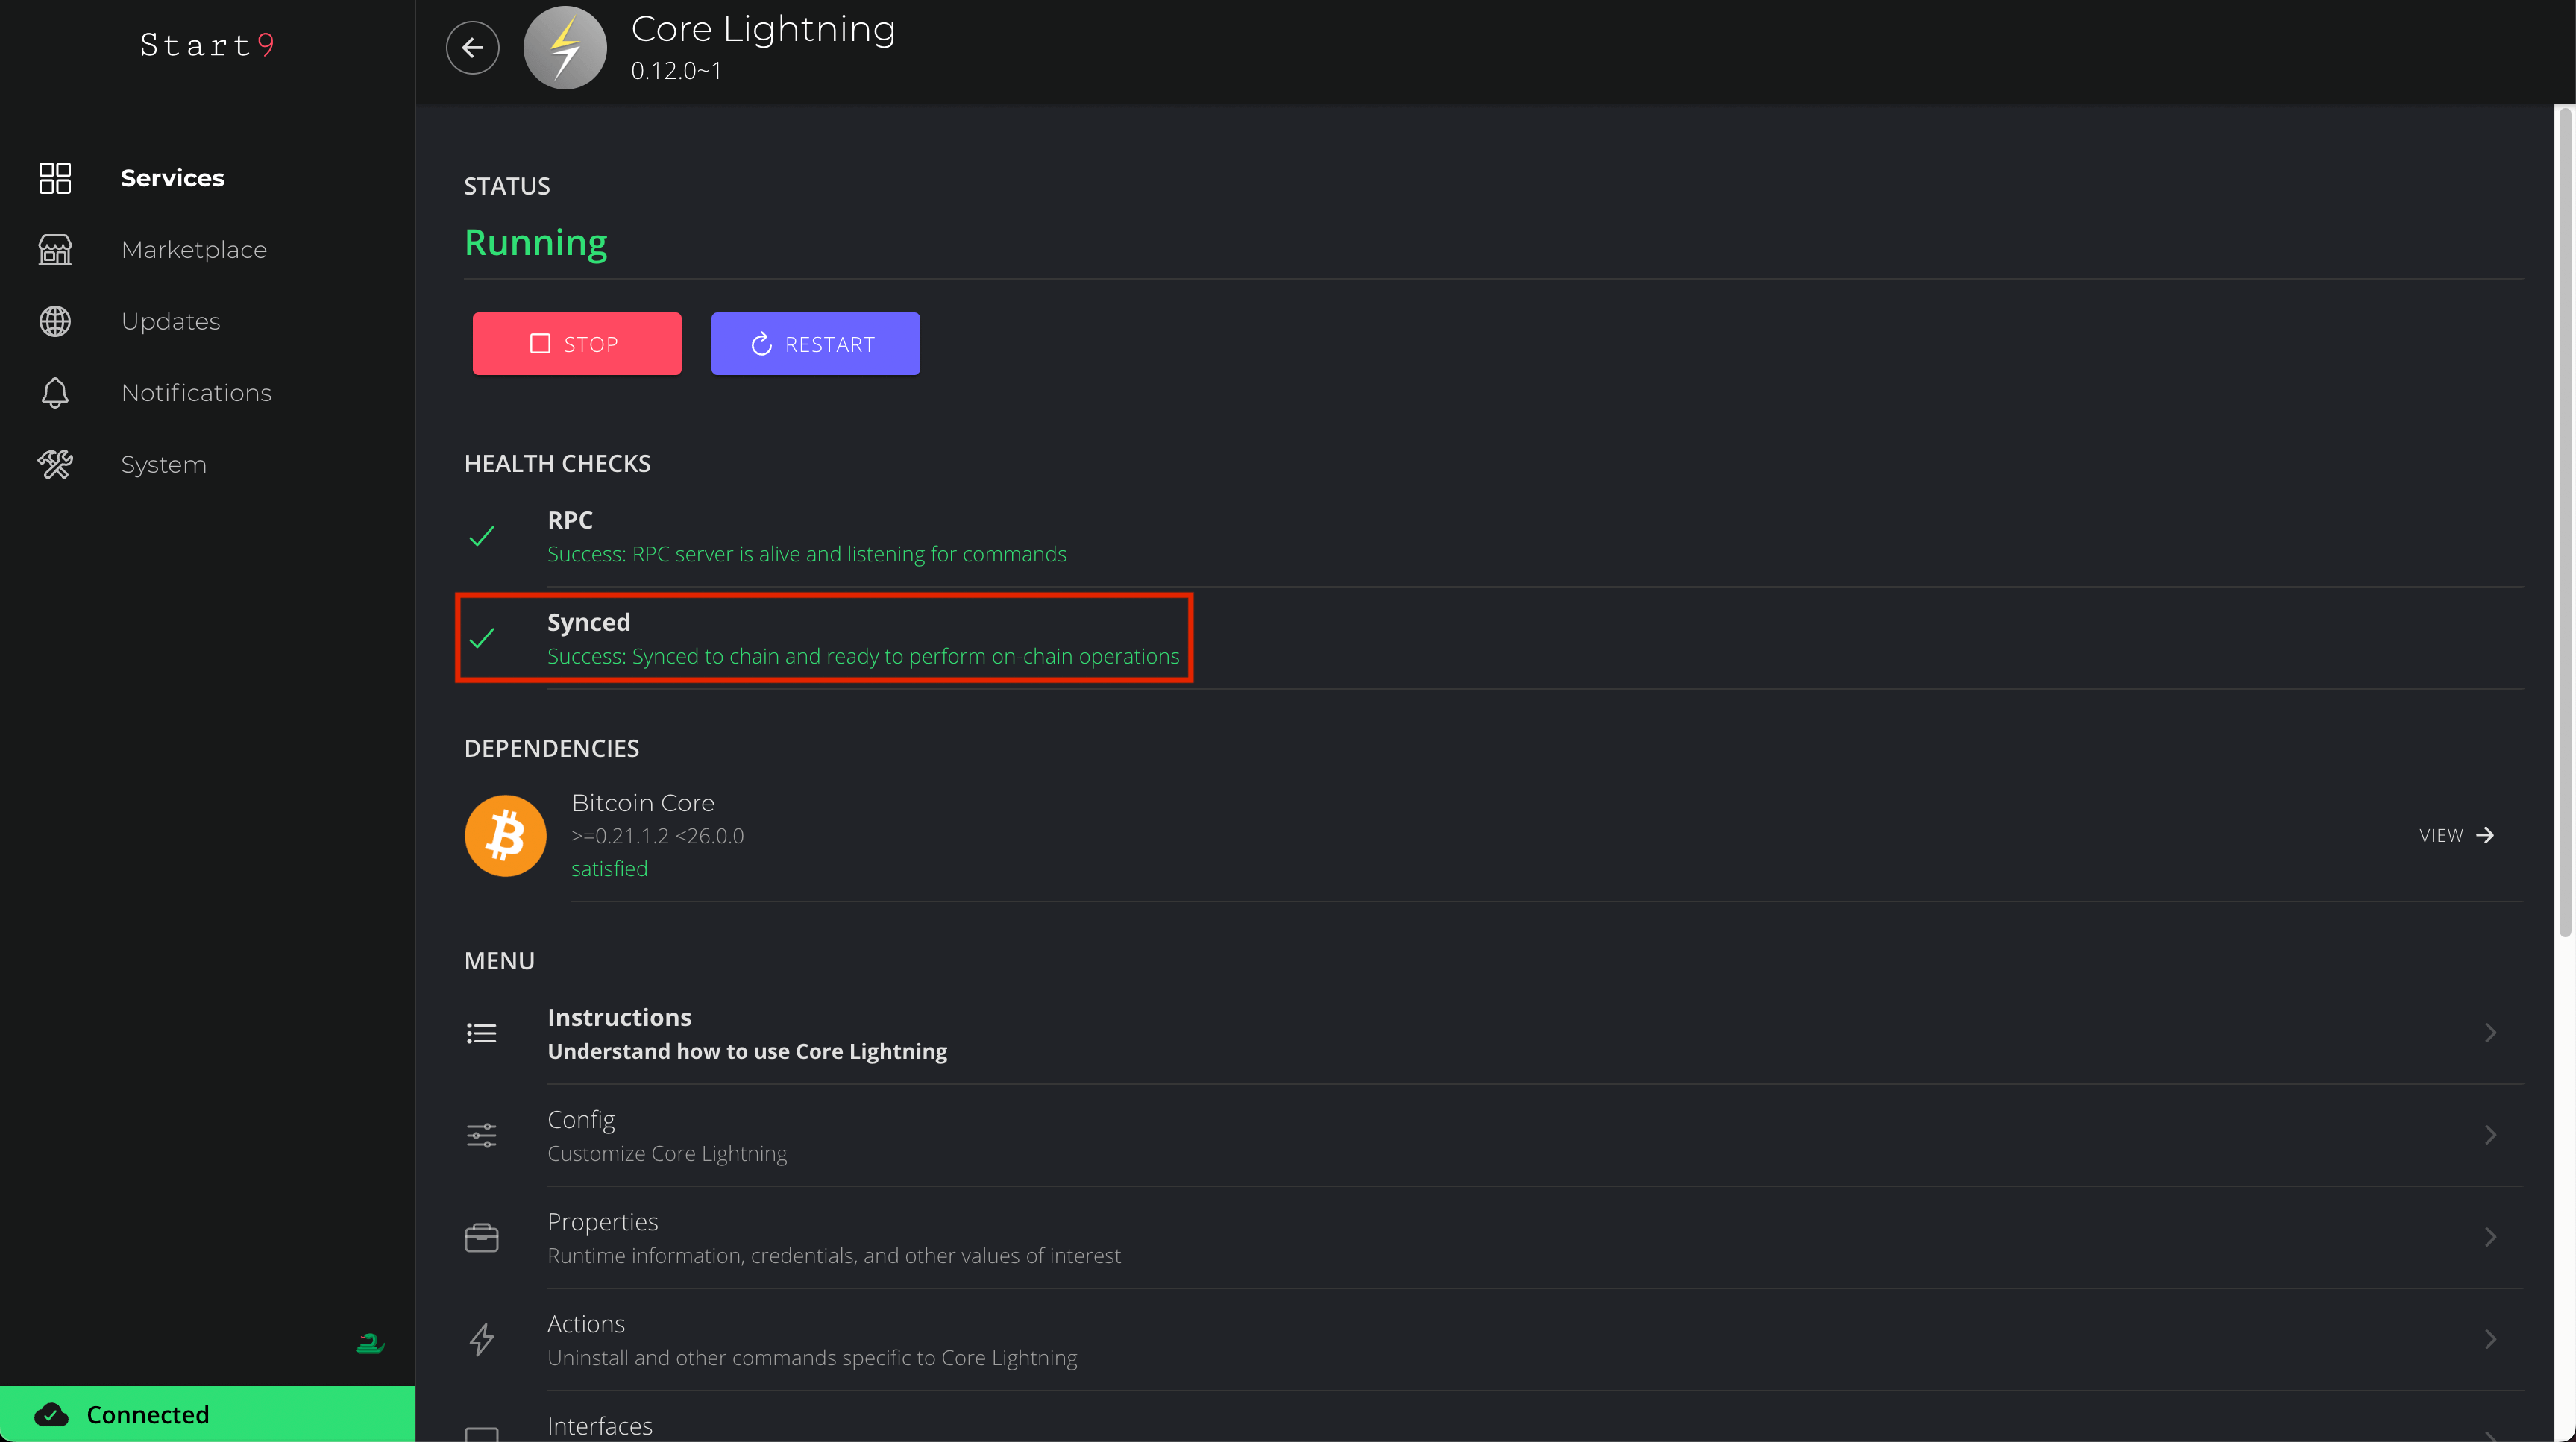 Start9
Services
Marketplace
Updates
Notifications
System
Connected
Core Lightning
0.12.0~1
STATUS
Running
STOP
RESTART
HEALTH CHECKS
RPC
Success: RPC server is alive and listening for commands
Synced
Success: Synced to chain and ready to perform on-chain operations
DEPENDENCIES
Bitcoin Core
>=0.21.1.2 <26.0.0
satisfied
VIEW
MENU
Instructions
Understand how to use Core Lightning
Config
Customize Core Lightning
Properties
Runtime information, credentials, and other values of interest
Actions
Uninstall and other commands specific to Core Lightning
Interfaces